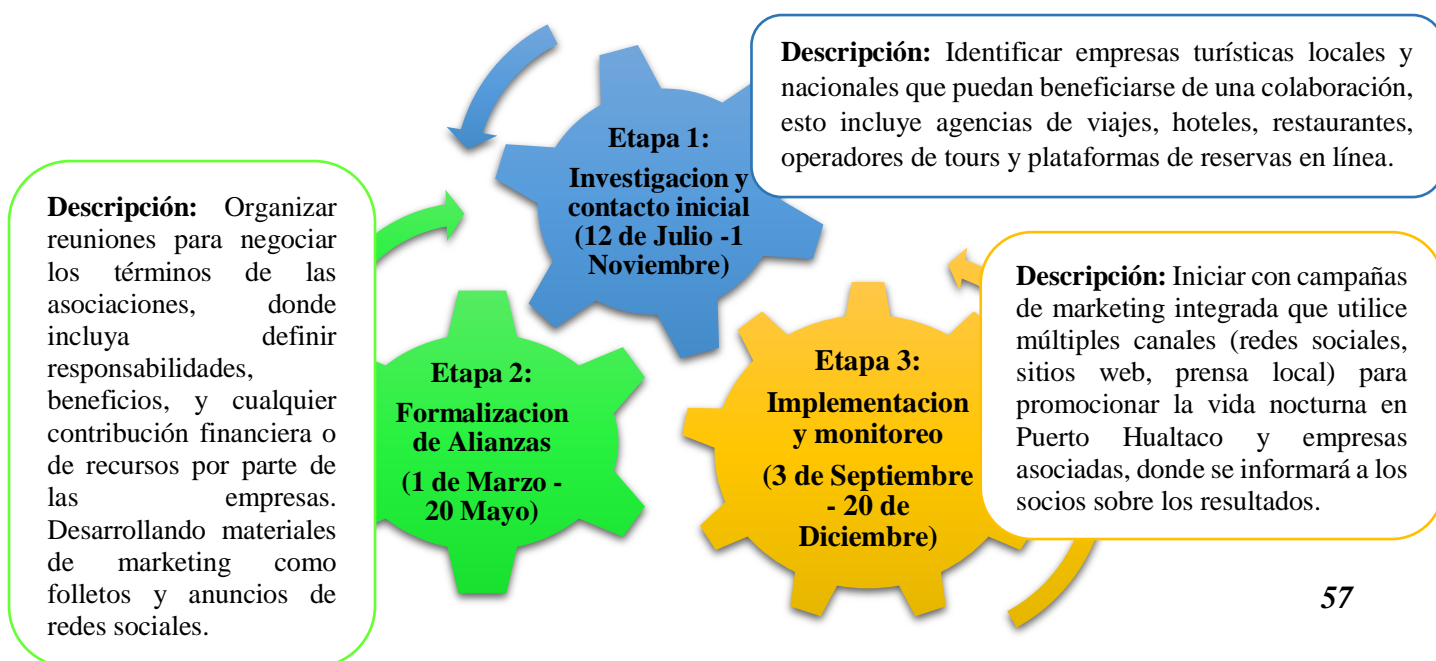 Etapa 1:
Investigacion y
contacto inicial
(12 de Julio -1
Noviembre)
Descripción: Identificar empresas turísticas locales y
nacionales que puedan beneficiarse de una colaboración,
esto incluye agencias de viajes, hoteles, restaurantes,
operadores de tours y plataformas de reservas en línea.
Descripción: Organizar
reuniones para negociar
los términos de las
asociaciones, donde
incluya definir
responsabilidades,
beneficios, y cualquier
contribución financiera o
de recursos por parte de
las empresas.
Desarrollando materiales
de marketing como
folletos y anuncios de
redes sociales.
Etapa 2:
Formalizacion
de Alianzas
(1 de Marzo -
20 Mayo)
Etapa 3:
Implementacion
y monitoreo
(3 de Septiembre
- 20 de
Diciembre)
Descripción: Iniciar con campañas
de marketing integrada que utilice
múltiples canales (redes sociales,
sitios web, prensa local) para
promocionar la vida nocturna en
Puerto Hualtaco y empresas
asociadas, donde se informará a los
socios sobre los resultados.
57